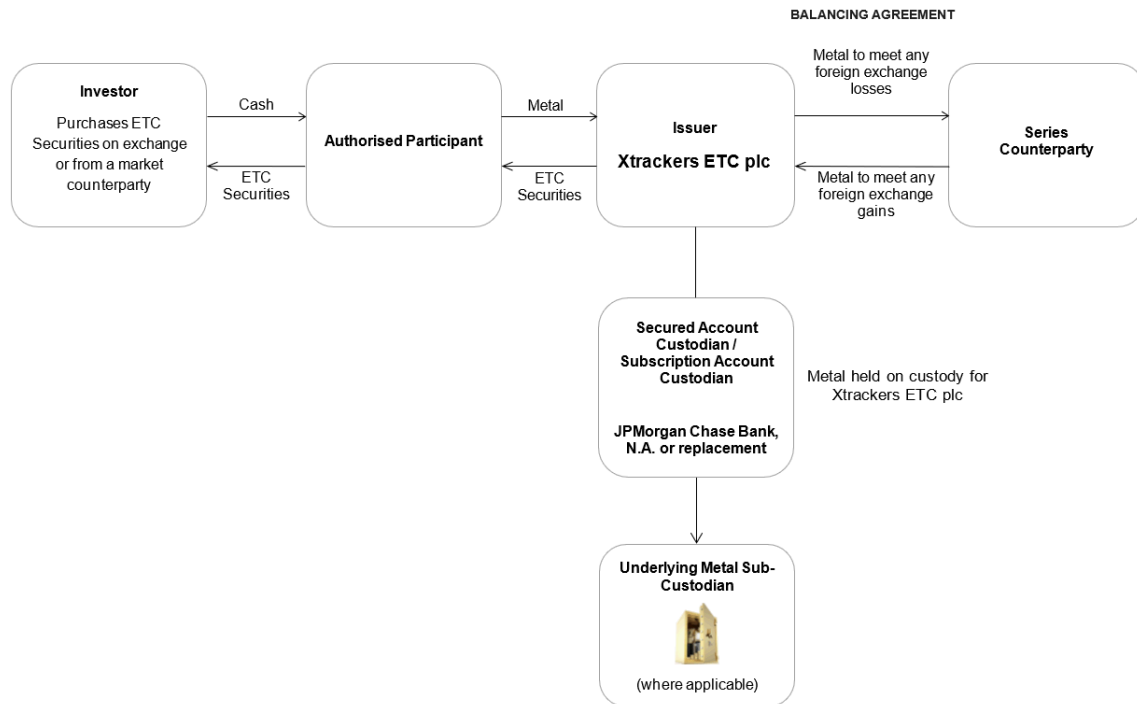 BALANCING AGREEMENT
Investor
Purchases ETC
Securities on exchange
or from a market
counterparty
Cash
ETC
Securities
Authorised Participant
Metal
ETC
Securities
Issuer
Xtrackers ETC plc
Metal to meet any
foreign exchange
losses
Metal to meet any
foreign exchange
gains
Series
Counterparty
Secured Account
Custodian /
Subscription Account
Custodian
JPMorgan Chase Bank,
N.A. or replacement
Metal held on custody for
Xtrackers ETC plc
Underlying Metal Sub-
Custodian
(where applicable)